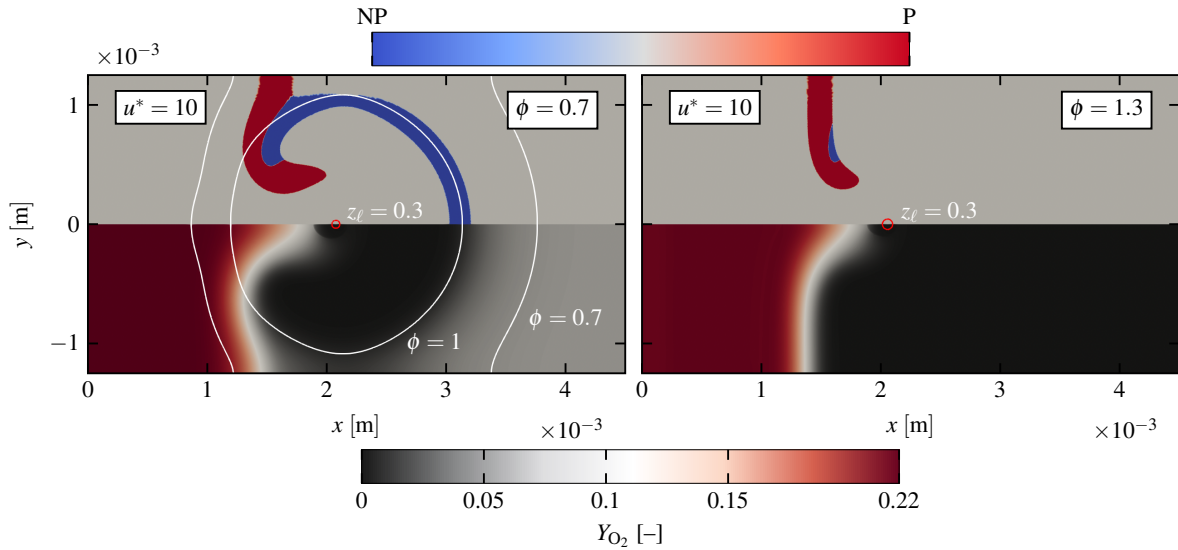 NP P
×10⁻³
u* = 10 ϕ = 0.7 u* = 10 ϕ = 1.3
1
y [m]
0
−1
z_ℓ = 0.3 z_ℓ = 0.3
ϕ = 0.7
ϕ = 1
0 1 2 3 4 0 1 2 3 4
x [m] ×10⁻³ x [m] ×10⁻³
0 0.05 0.1 0.15 0.22
Y_O₂ [–]